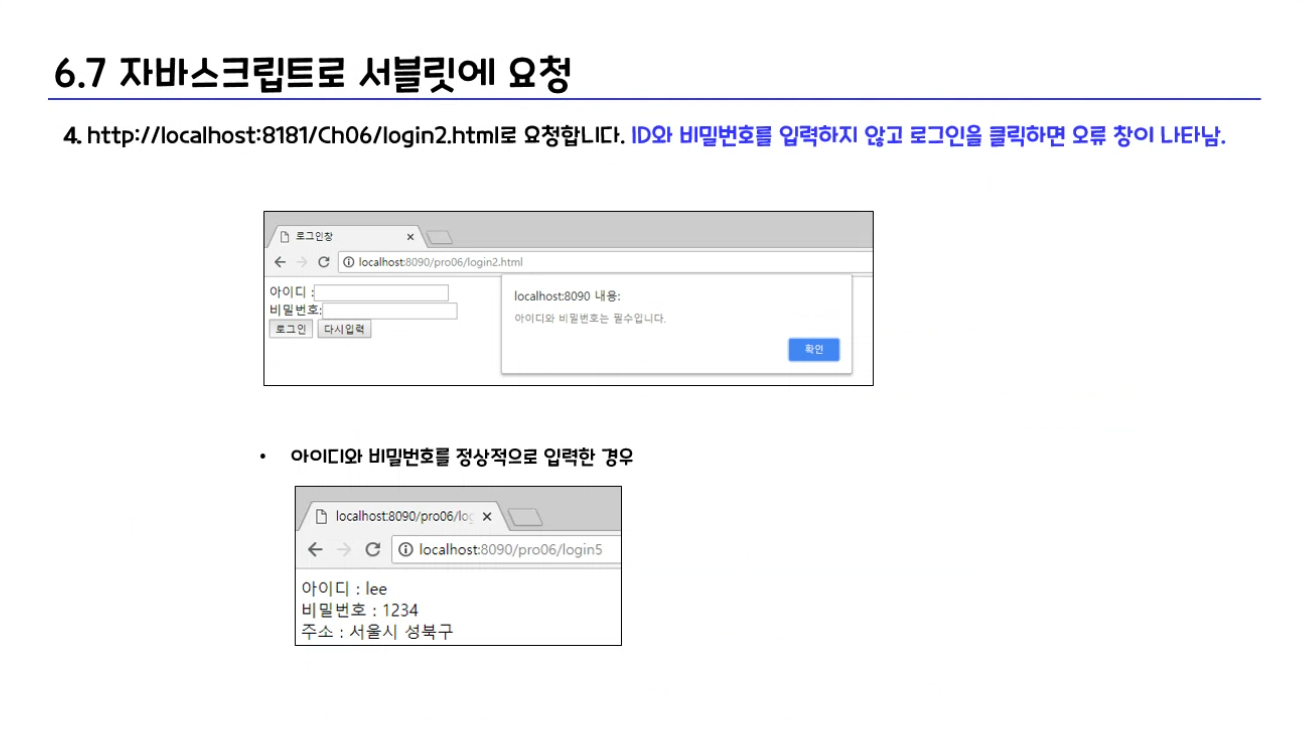 6.7 자바스크립트로 서블릿에 요청
4. http://localhost:8181/Ch06/login2.html로 요청합니다. ID와 비밀번호를 입력하지 않고 로그인을 클릭하면 오류 창이 나타남.
로그인창
localhost:8090/pro06/login2.html
아이디 :
비밀번호:
로그인 다시입력
localhost:8090 내용:
아이디와 비밀번호는 필수입니다.
확인
• 아이디와 비밀번호를 정상적으로 입력한 경우
localhost:8090/pro06/log
localhost:8090/pro06/login5
아이디 : lee
비밀번호 : 1234
주소 : 서울시 성북구